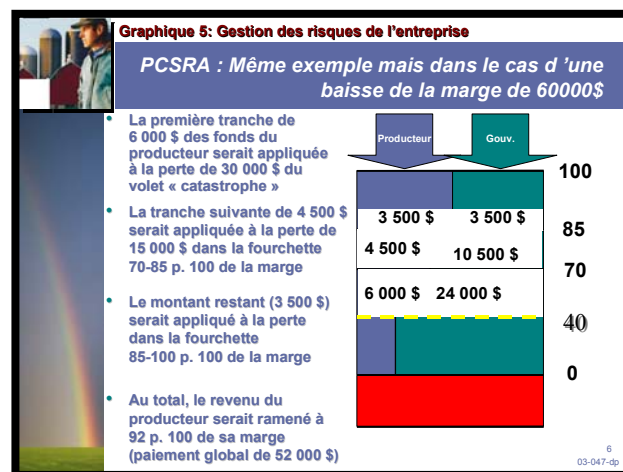 Graphique 5: Gestion des risques de l'entreprise
PCSRA : Même exemple mais dans le cas d 'une
baisse de la marge de 60000$
• La première tranche de
6 000 $ des fonds du
producteur serait appliquée
à la perte de 30 000 $ du
volet « catastrophe »
• La tranche suivante de 4 500 $
serait appliquée à la perte de
15 000 $ dans la fourchette
70-85 p. 100 de la marge
• Le montant restant (3 500 $)
serait appliqué à la perte
dans la fourchette
85-100 p. 100 de la marge
• Au total, le revenu du
producteur serait ramené à
92 p. 100 de sa marge
(paiement global de 52 000 $)
Producteur Gouv.
100
3 500 $ 3 500 $
85
4 500 $ 10 500 $
70
6 000 $ 24 000 $
40
0
6
03-047-dp